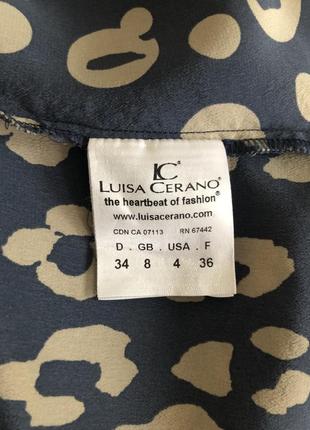 LC®
LUISA CERANO®
the heartbeat of fashion®
www.luisacerano.com
CDN CA 07113 RN 67442
D . GB . USA . F
34 8 4 36